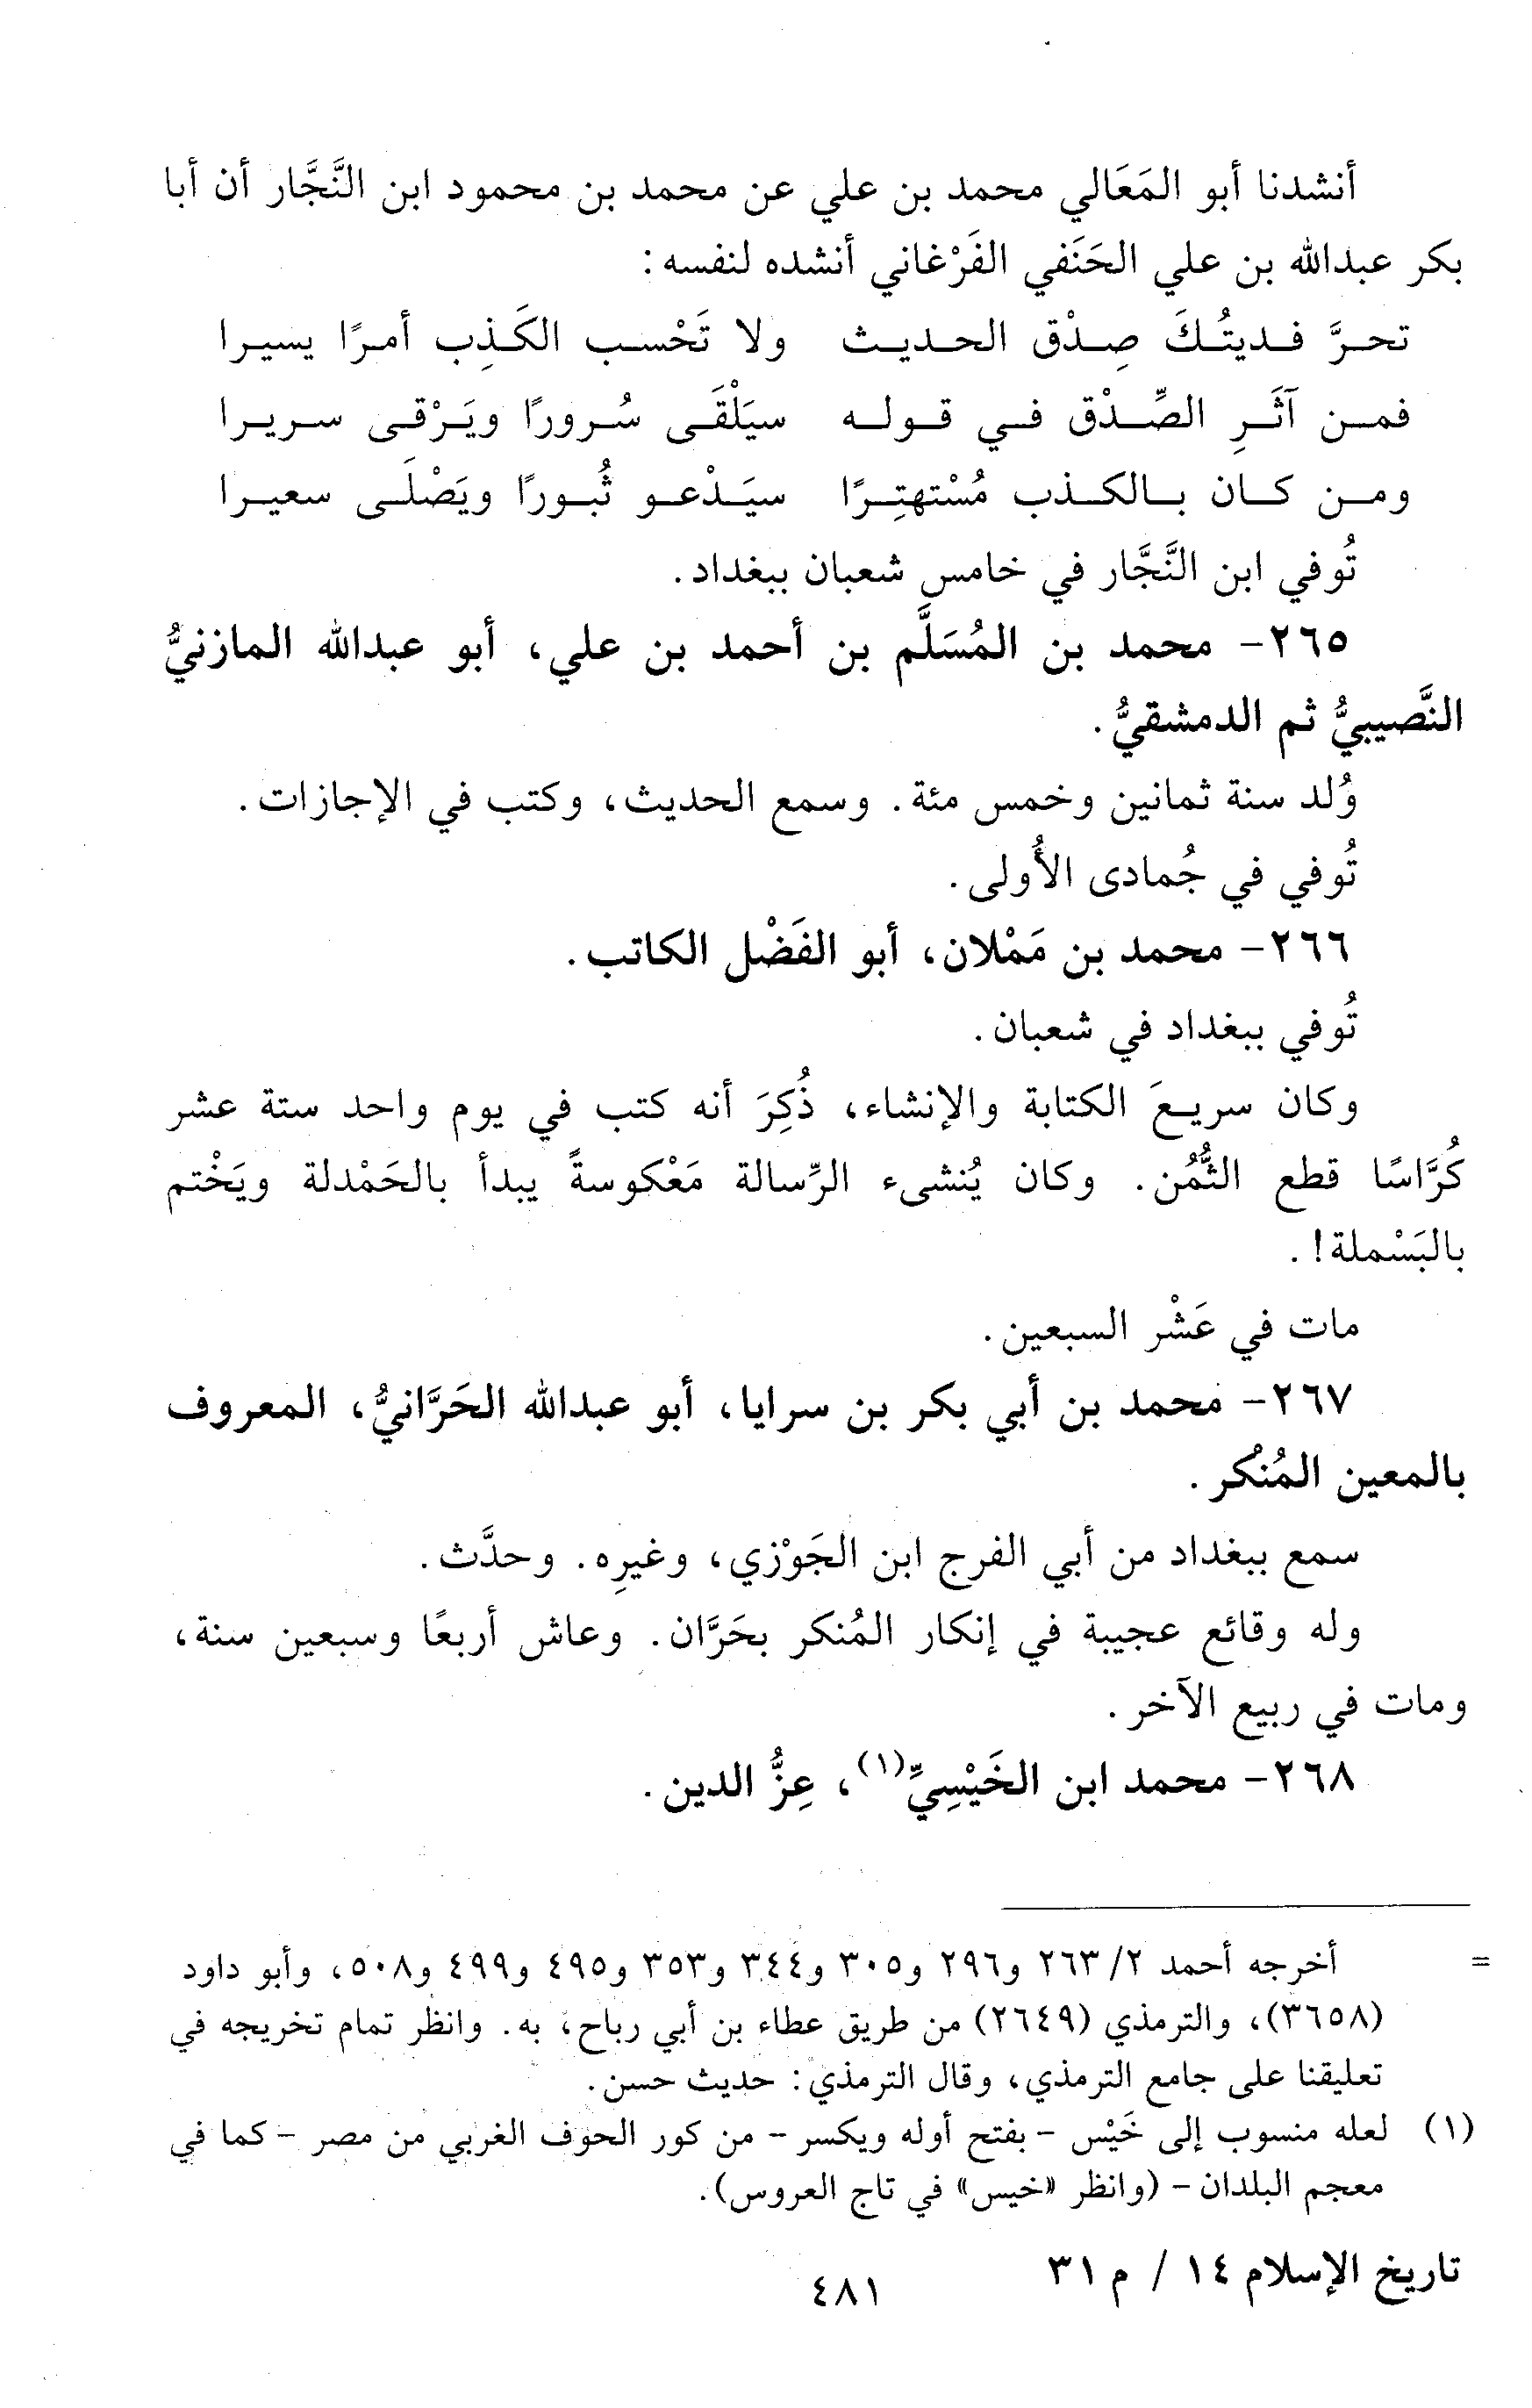 أنشدنا أبو المَعَالي محمد بن علي عن محمد بن محمود ابن النَّجَّار أن أبا
بكر عبدالله بن علي الحَنَفي الفَرْغاني أنشده لنفسه:
تحرَّ فديتُكَ صِدْق الحديث ولا تَحْسب الكَذِب أمرًا يسيرا
فمن آثَرِ الصِّدْق في قوله سيَلْقَى سُرورًا ويَرْقى سريرا
ومن كان بالكذب مُسْتهتِرًا سيَدْعو ثُبورًا ويَصْلَى سعيرا
تُوفي ابن النَّجَّار في خامس شعبان ببغداد.
٢٦٥- محمد بن المُسَلَّم بن أحمد بن علي، أبو عبدالله المازنيُّ
النَّصيبيُّ ثم الدمشقيُّ.
وُلد سنة ثمانين وخمس مئة. وسمع الحديث، وكتب في الإجازات.
تُوفي في جُمادى الأُولى.
٢٦٦- محمد بن مَمْلان، أبو الفَضْل الكاتب.
تُوفي ببغداد في شعبان.
وكان سريعَ الكتابة والإنشاء، ذُكِرَ أنه كتب في يوم واحد ستة عشر
كُرَّاسًا قطع الثُّمُن. وكان يُنشىء الرِّسالة مَعْكوسةً يبدأ بالحَمْدلة ويَخْتم
بالبَسْملة!.
مات في عَشْر السبعين.
٢٦٧- محمد بن أبي بكر بن سرايا، أبو عبدالله الحَرَّانيُّ، المعروف
بالمعين المُنْكر.
سمع ببغداد من أبي الفرج ابن الجَوْزي، وغيرِه. وحدَّث.
وله وقائع عجيبة في إنكار المُنكر بحَرَّان. وعاش أربعًا وسبعين سنة،
ومات في ربيع الآخر.
٢٦٨- محمد ابن الخَيْسِيِّ(١)، عِزُّ الدين.
= أخرجه أحمد ٢/ ٢٦٣ و٢٩٦ و٣٠٥ و٣٤٤ و٣٥٣ و٤٩٥ و٤٩٩ و٥٠٨، وأبو داود
(٣٦٥٨)، والترمذي (٢٦٤٩) من طريق عطاء بن أبي رباح، به. وانظر تمام تخريجه في
تعليقنا على جامع الترمذي، وقال الترمذي: حديث حسن.
(١) لعله منسوب إلى خَيْس - بفتح أوله ويكسر - من كور الحوف الغربي من مصر - كما في
معجم البلدان - (وانظر «خيس» في تاج العروس).
تاريخ الإسلام ١٤ / م ٣١
٤٨١